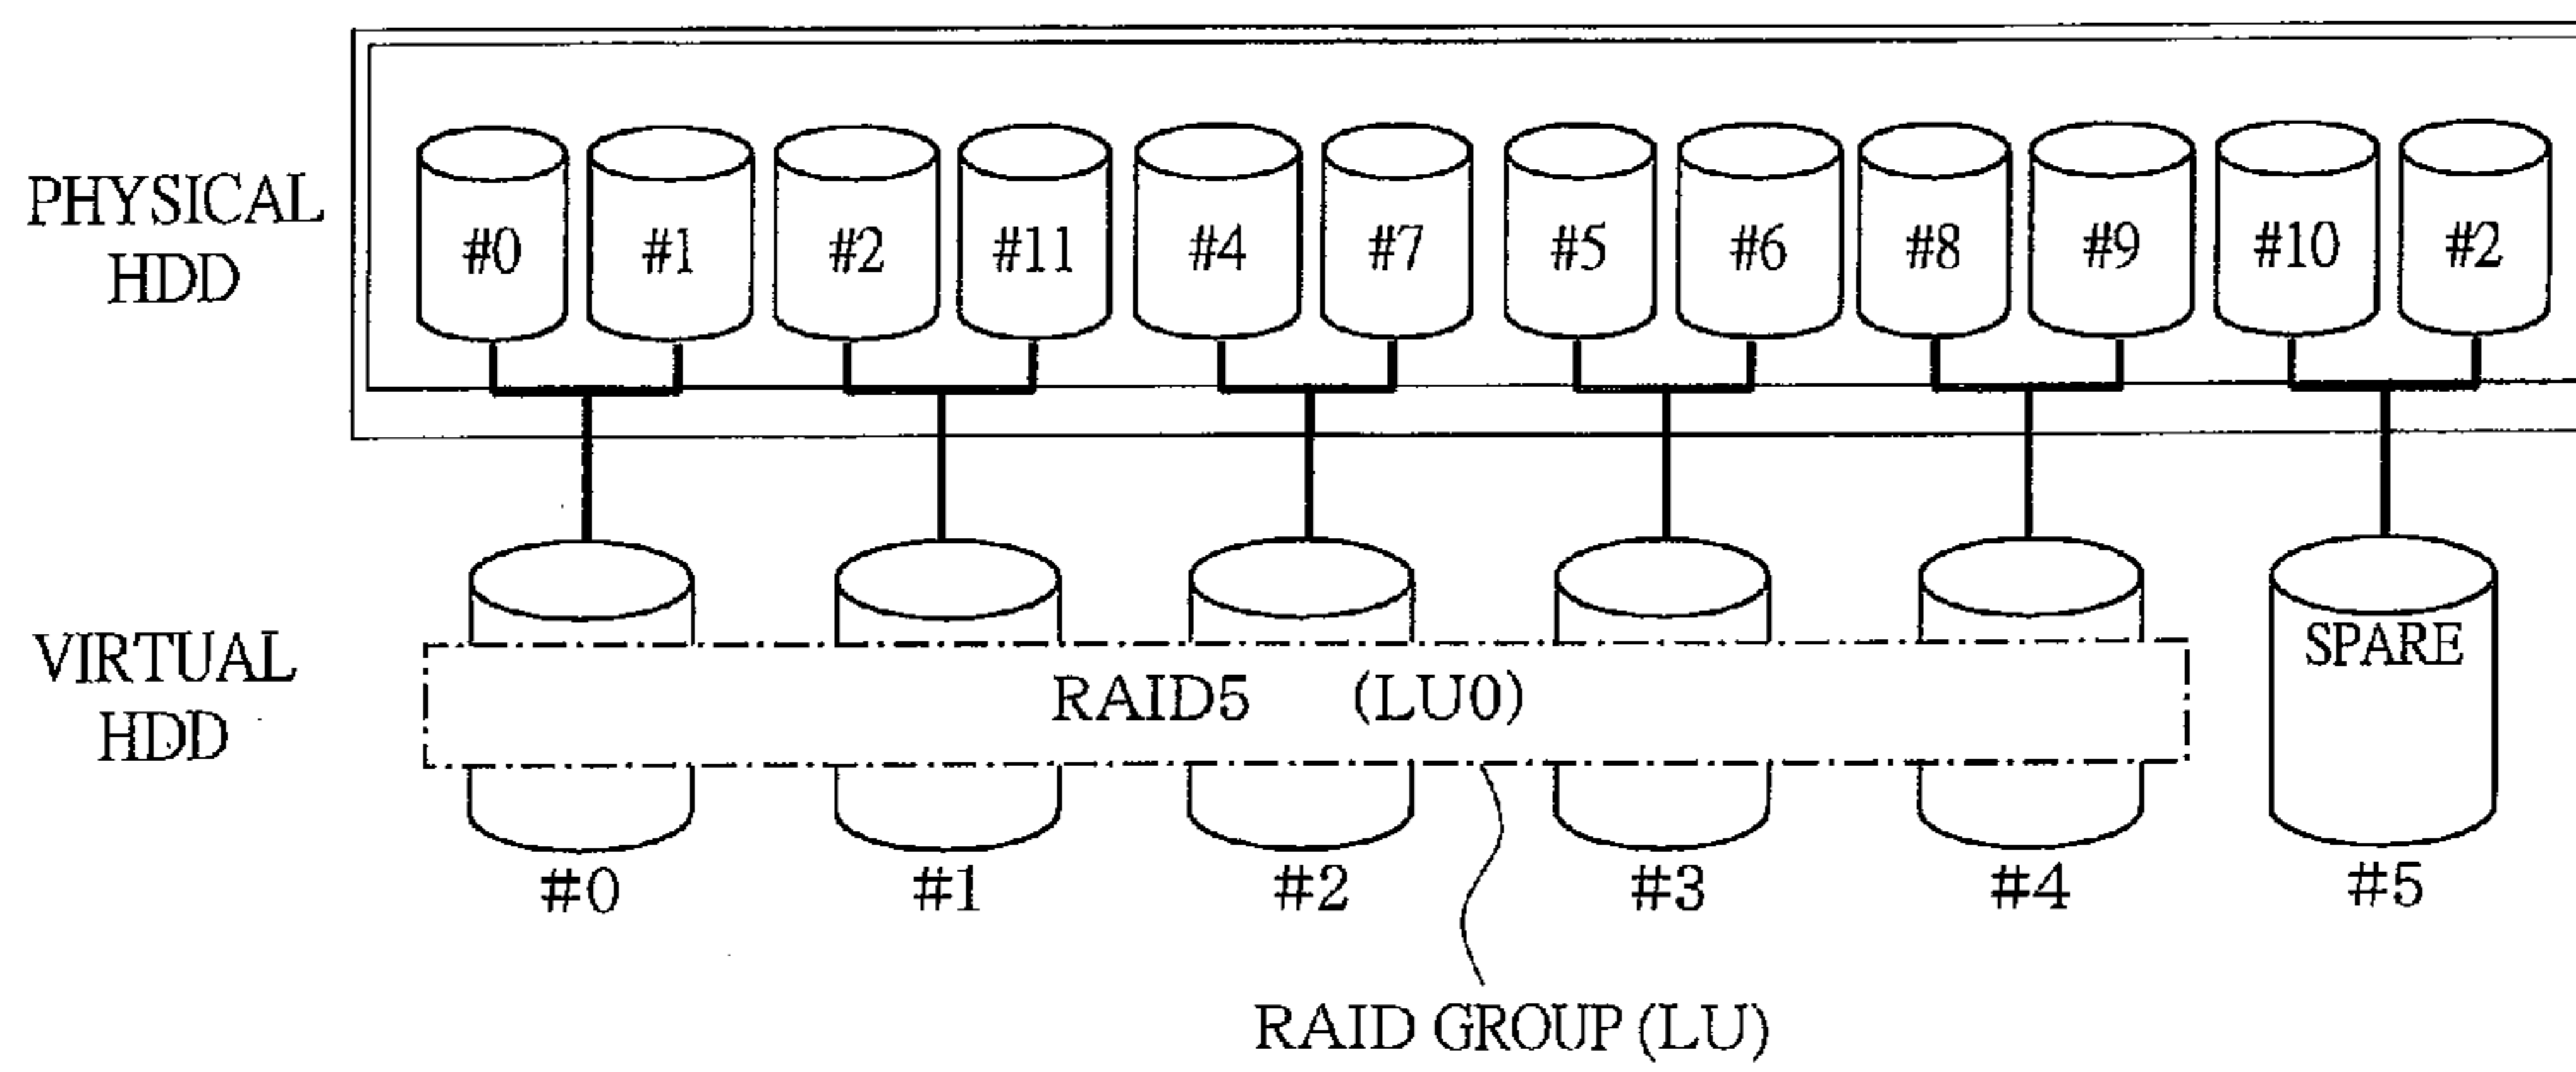 PHYSICAL
HDD
#0 #1 #2 #11 #4 #7 #5 #6 #8 #9 #10 #2
VIRTUAL
HDD
RAID5 (LU0)
SPARE
#0 #1 #2 #3 #4 #5
RAID GROUP (LU)